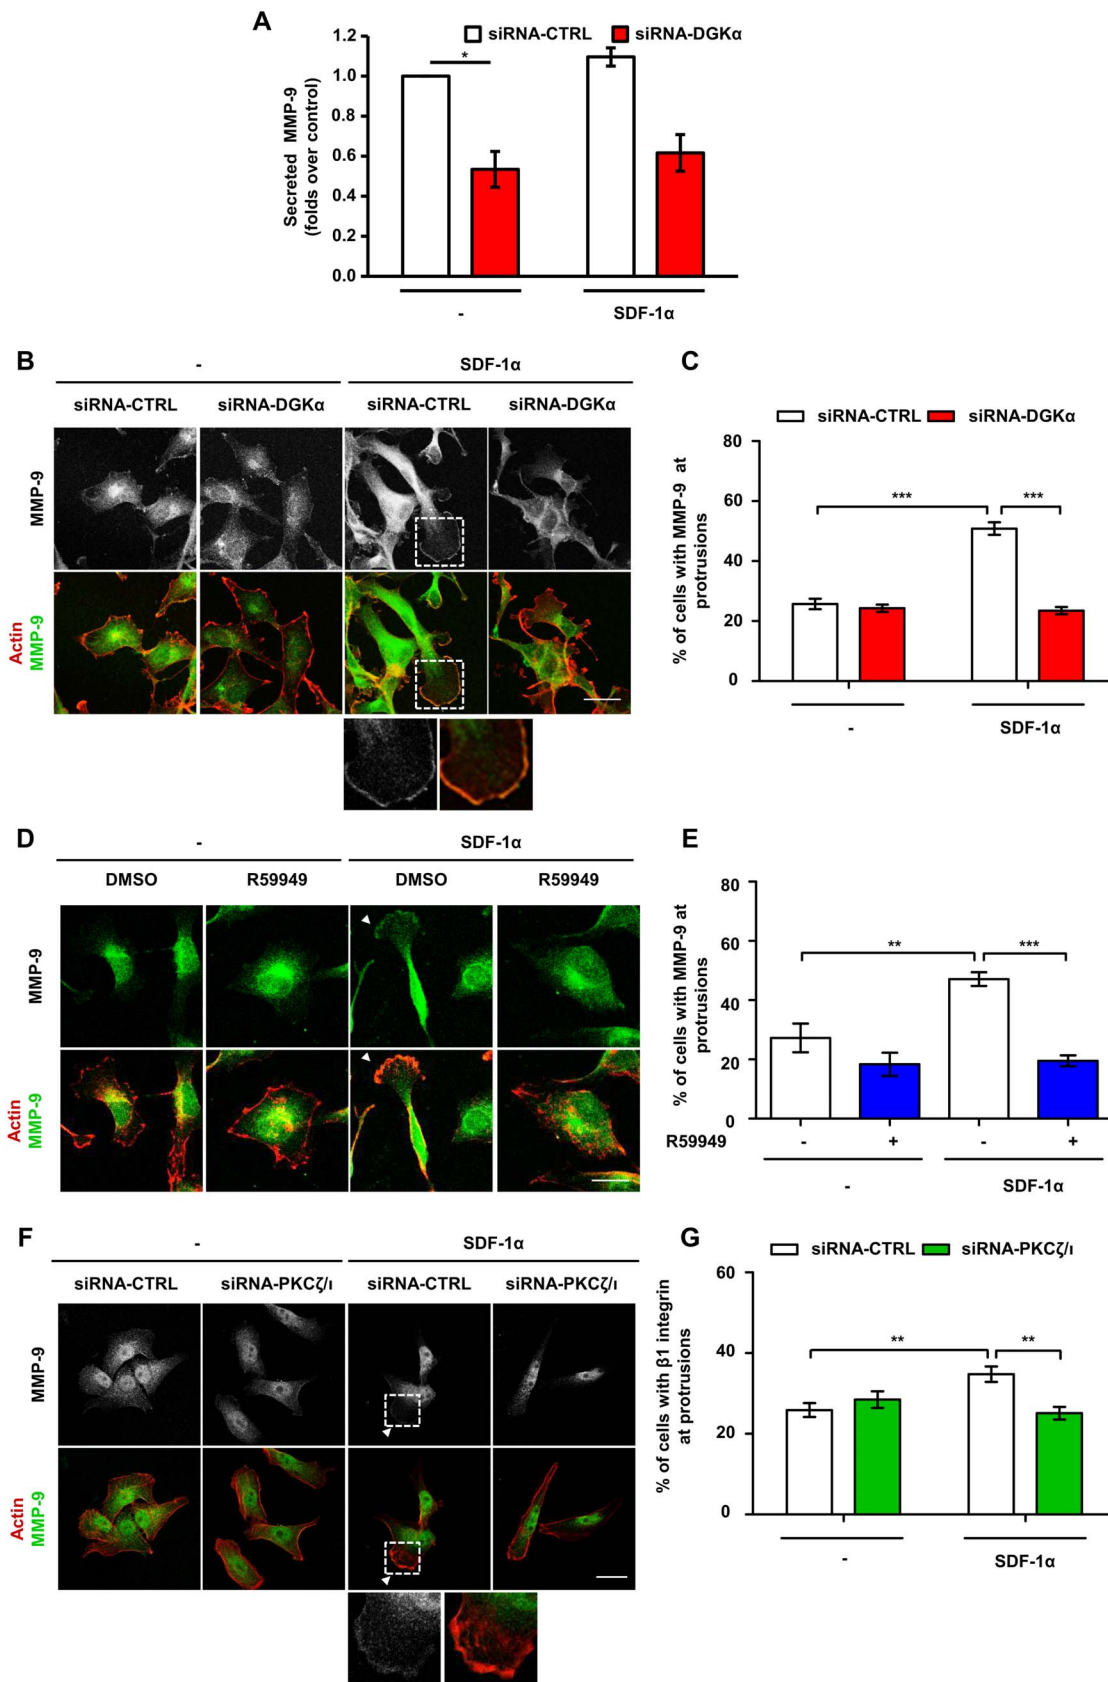 A
siRNA-CTRL siRNA-DGKα
Secreted MMP-9
(folds over control)
1.2
1.0
0.8
0.6
0.4
0.2
0.0
*
- SDF-1α
B
- SDF-1α
siRNA-CTRL siRNA-DGKα siRNA-CTRL siRNA-DGKα
MMP-9
Actin
MMP-9
C
siRNA-CTRL siRNA-DGKα
% of cells with MMP-9 at
protrusions
80
60
40
20
0
*** ***
- SDF-1α
D
- SDF-1α
DMSO R59949 DMSO R59949
MMP-9
Actin
MMP-9
E
% of cells with MMP-9 at
protrusions
80
60
40
20
0
** ***
R59949 - + - +
- SDF-1α
F
- SDF-1α
siRNA-CTRL siRNA-PKCζ/ι siRNA-CTRL siRNA-PKCζ/ι
MMP-9
Actin
MMP-9
G
siRNA-CTRL siRNA-PKCζ/ι
% of cells with β1 integrin
at protrusions
60
40
20
0
** **
- SDF-1α